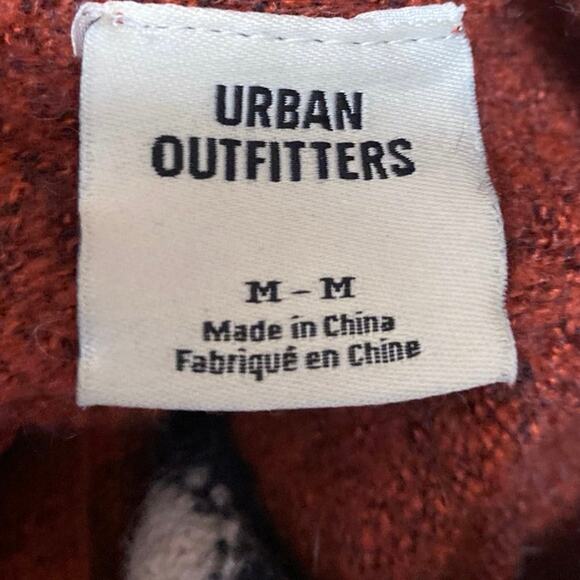 URBAN
OUTFITTERS
M – M
Made in China
Fabriqué en Chine